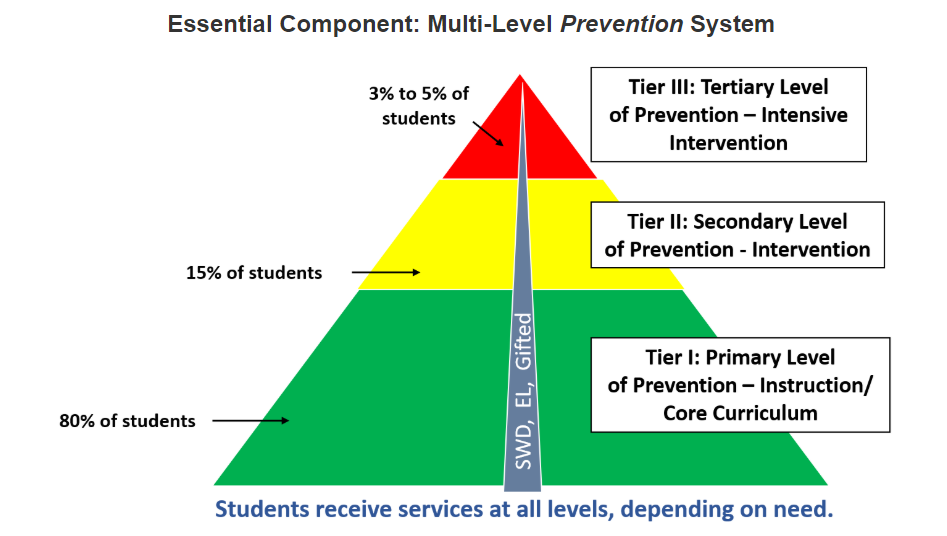 Essential Component: Multi-Level Prevention System
3% to 5% of
students
Tier III: Tertiary Level
of Prevention – Intensive
Intervention
Tier II: Secondary Level
of Prevention - Intervention
15% of students
Tier I: Primary Level
of Prevention – Instruction/
Core Curriculum
80% of students
SWD, EL, Gifted
Students receive services at all levels, depending on need.